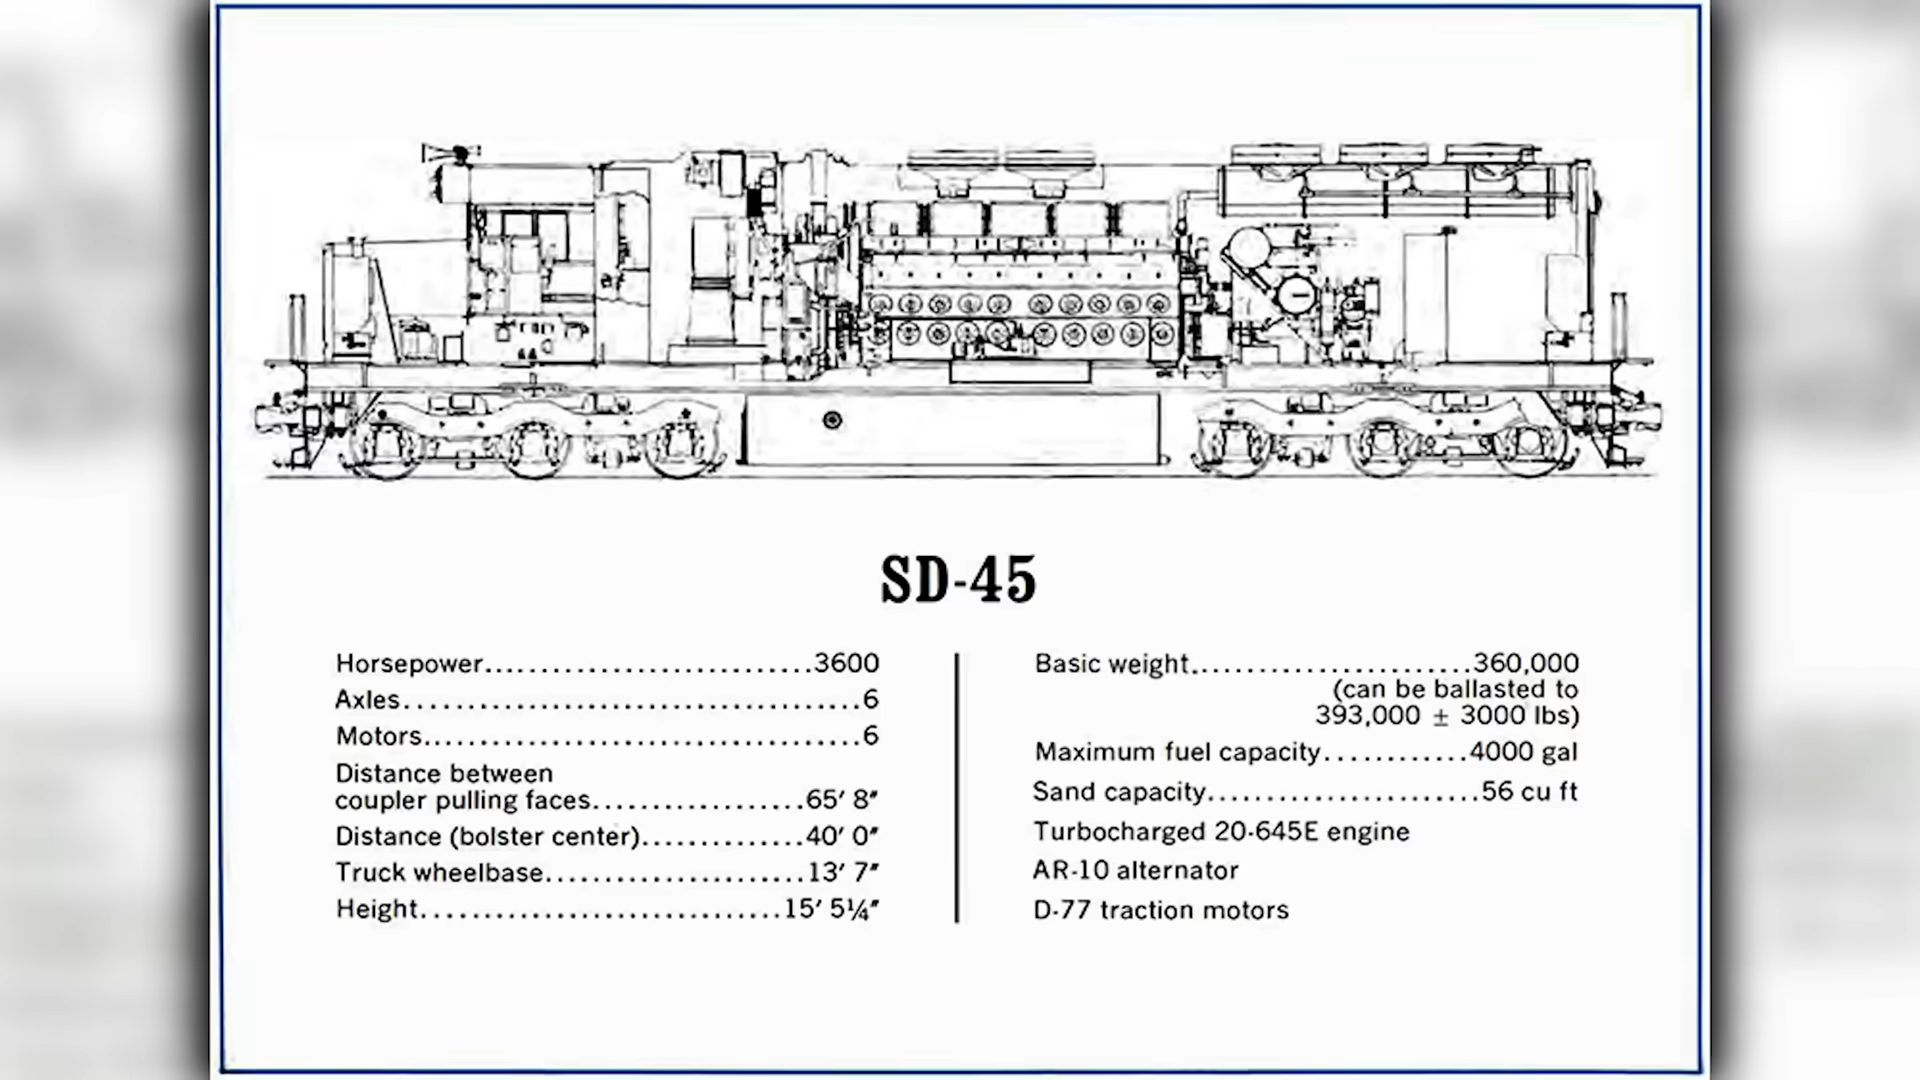 SD-45
Horsepower.............................3600
Axles.........................................6
Motors.......................................6
Distance between
coupler pulling faces...................65′ 8″
Distance (bolster center)..............40′ 0″
Truck wheelbase.......................13′ 7″
Height................................15′ 5¼″
Basic weight.........................360,000
(can be ballasted to
393,000 ± 3000 lbs)
Maximum fuel capacity.............4000 gal
Sand capacity........................56 cu ft
Turbocharged 20-645E engine
AR-10 alternator
D-77 traction motors